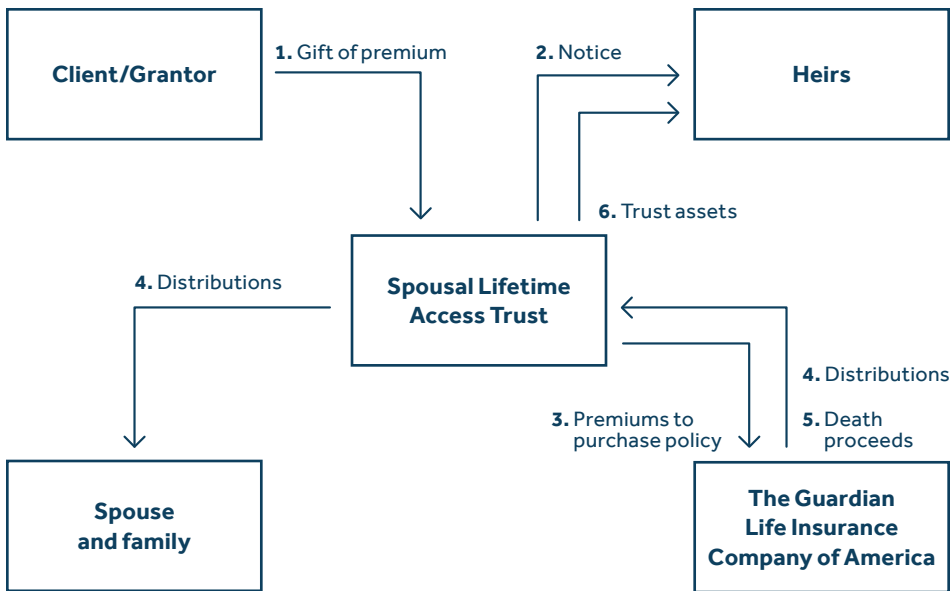 Client/Grantor
1. Gift of premium
2. Notice
Heirs
6. Trust assets
4. Distributions
Spousal Lifetime
Access Trust
4. Distributions
3. Premiums to
purchase policy
5. Death
proceeds
Spouse
and family
The Guardian
Life Insurance
Company of America